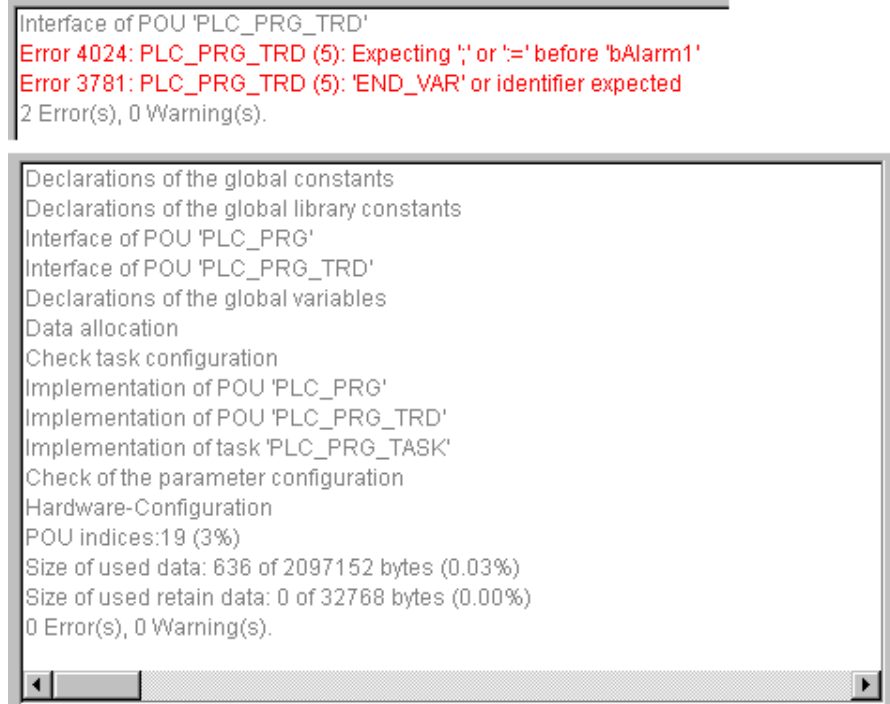 Interface of POU 'PLC_PRG_TRD'
Error 4024: PLC_PRG_TRD (5): Expecting ';' or ':=' before 'bAlarm1'
Error 3781: PLC_PRG_TRD (5): 'END_VAR' or identifier expected
2 Error(s), 0 Warning(s).
Declarations of the global constants
Declarations of the global library constants
Interface of POU 'PLC_PRG'
Interface of POU 'PLC_PRG_TRD'
Declarations of the global variables
Data allocation
Check task configuration
Implementation of POU 'PLC_PRG'
Implementation of POU 'PLC_PRG_TRD'
Implementation of task 'PLC_PRG_TASK'
Check of the parameter configuration
Hardware-Configuration
POU indices:19 (3%)
Size of used data: 636 of 2097152 bytes (0.03%)
Size of used retain data: 0 of 32768 bytes (0.00%)
0 Error(s), 0 Warning(s).